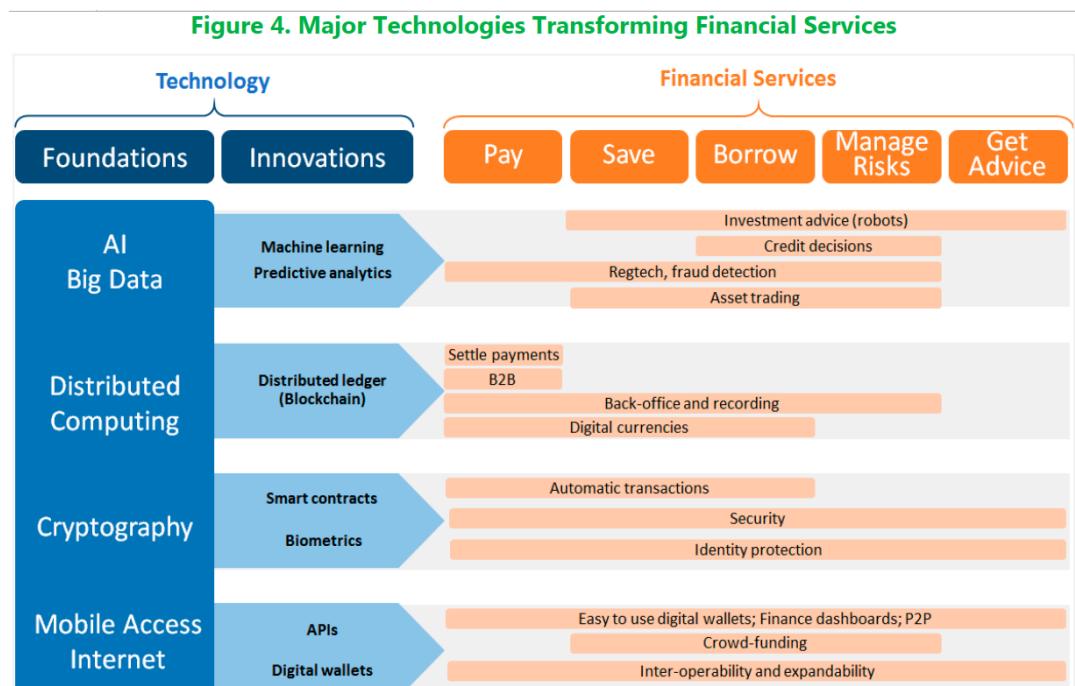 Figure 4. Major Technologies Transforming Financial Services
Technology
Financial Services
Foundations
Innovations
Pay
Save
Borrow
Manage
Risks
Get
Advice
AI
Big Data
Machine learning
Predictive analytics
Investment advice (robots)
Credit decisions
Regtech, fraud detection
Asset trading
Distributed
Computing
Distributed ledger
(Blockchain)
Settle payments
B2B
Back-office and recording
Digital currencies
Cryptography
Smart contracts
Biometrics
Automatic transactions
Security
Identity protection
Mobile Access
Internet
APIs
Digital wallets
Easy to use digital wallets; Finance dashboards; P2P
Crowd-funding
Inter-operability and expandability